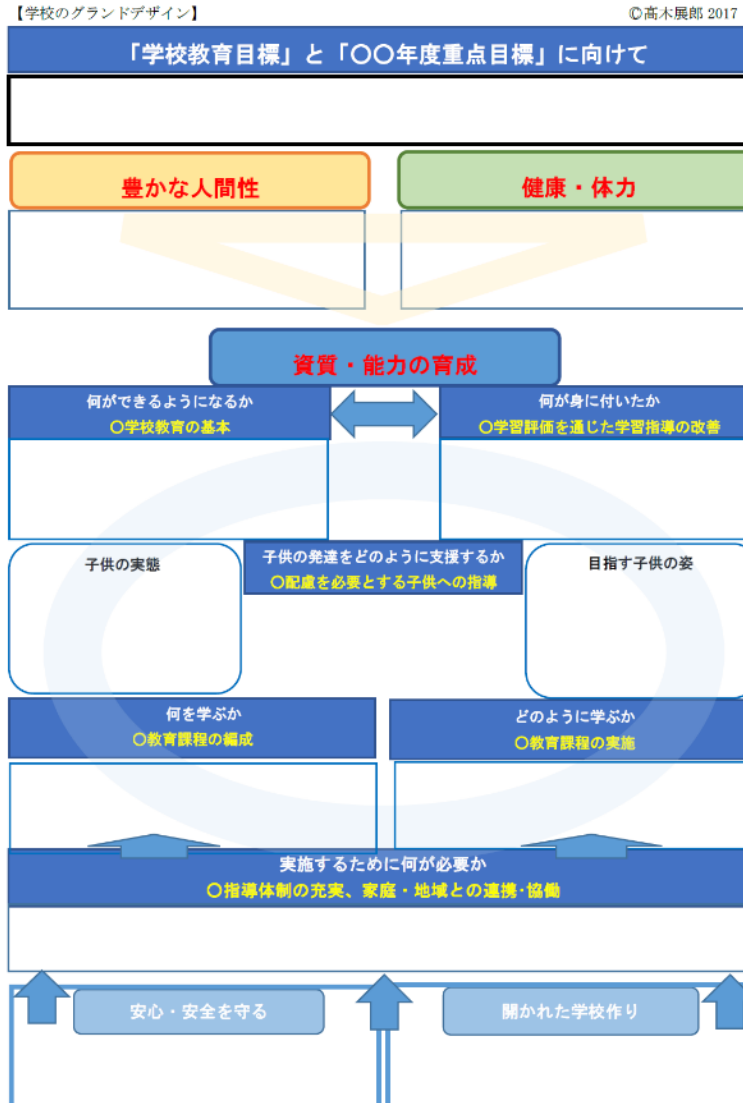 【学校のグランドデザイン】
©髙木展郎 2017
「学校教育目標」と「〇〇年度重点目標」に向けて
豊かな人間性
健康・体力
資質・能力の育成
何ができるようになるか
〇学校教育の基本
何が身に付いたか
〇学習評価を通じた学習指導の改善
子供の実態
子供の発達をどのように支援するか
〇配慮を必要とする子供への指導
目指す子供の姿
何を学ぶか
〇教育課程の編成
どのように学ぶか
〇教育課程の実施
実施するために何が必要か
〇指導体制の充実、家庭・地域との連携・協働
安心・安全を守る
開かれた学校作り